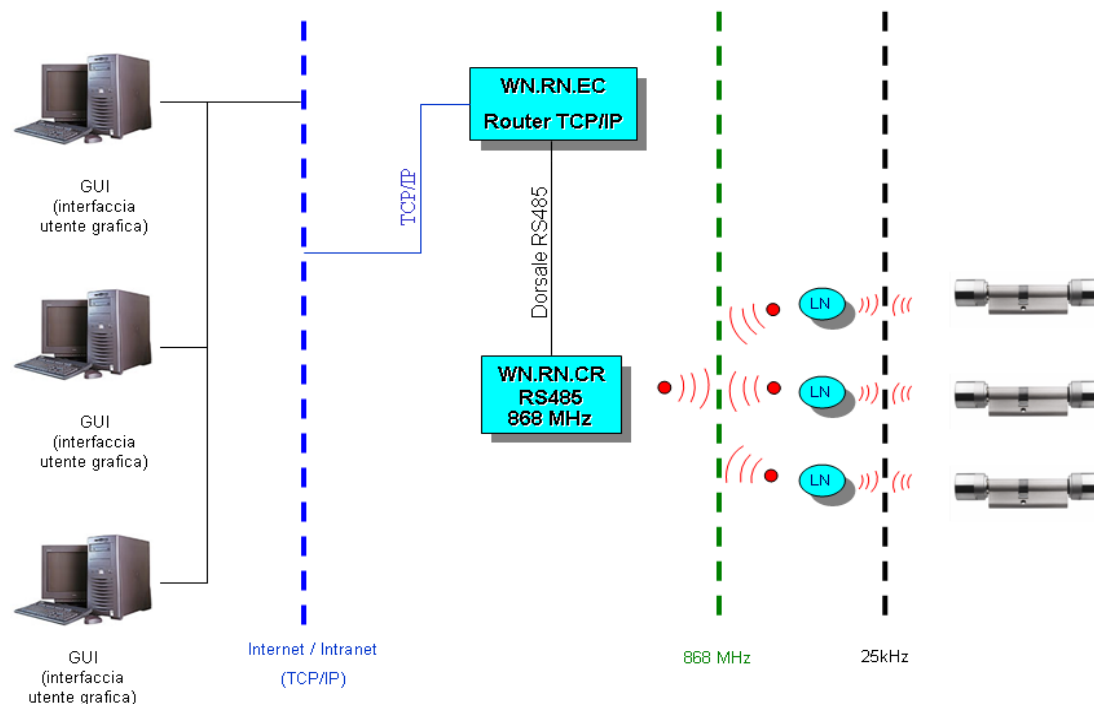 WN.RN.EC
Router TCP/IP
GUI
(interfaccia
utente grafica)
TCP/IP
Dorsale RS485
LN
WN.RN.CR
RS485
868 MHz
LN
GUI
(interfaccia
utente grafica)
LN
Internet / Intranet
(TCP/IP)
868 MHz
25kHz
GUI
(interfaccia
utente grafica)